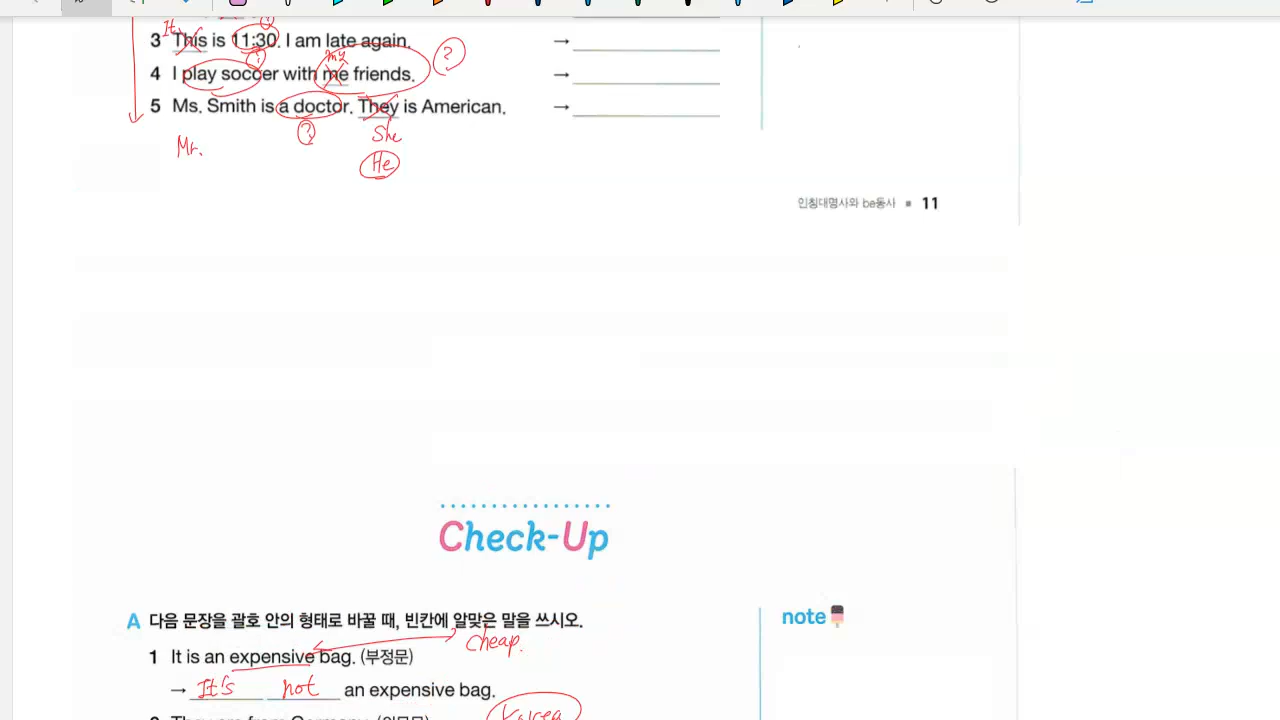 It
3 This is 11:30. I am late again. →
my
4 I play soccer with me friends. → ?
5 Ms. Smith is a doctor. They is American. →
? She
Mr. He
인칭대명사와 be동사 ■ 11
Check-Up
A 다음 문장을 괄호 안의 형태로 바꿀 때, 빈칸에 알맞은 말을 쓰시오.
note
cheap.
1 It is an expensive bag. (부정문)
→ It's not an expensive bag.